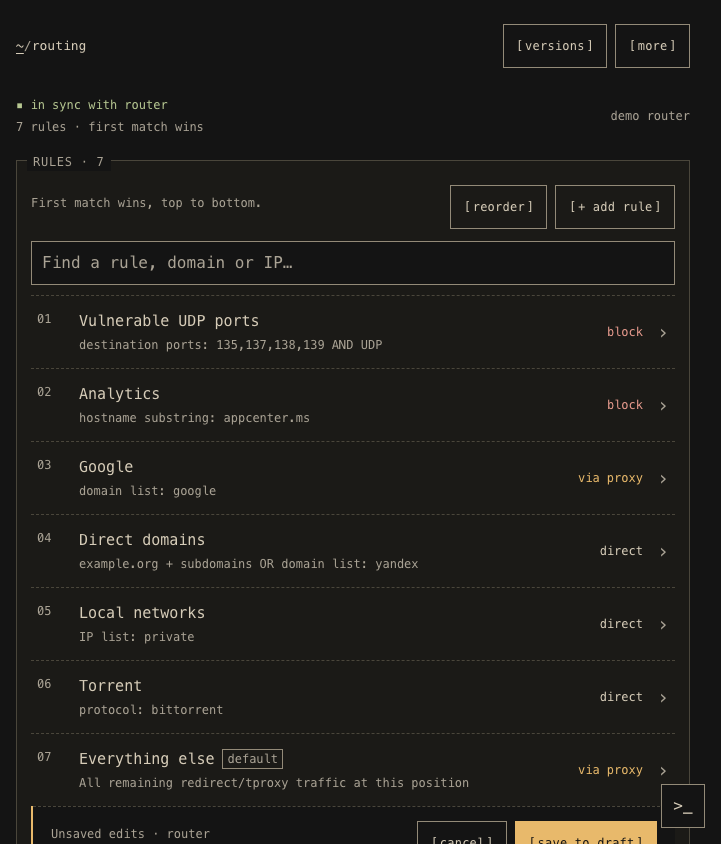 ~/routing
[versions] [more]
▪ in sync with router
7 rules · first match wins
demo router
RULES · 7
First match wins, top to bottom.
[reorder] [+ add rule]
Find a rule, domain or IP…
01 Vulnerable UDP ports
destination ports: 135,137,138,139 AND UDP
block ›
02 Analytics
hostname substring: appcenter.ms
block ›
03 Google
domain list: google
via proxy ›
04 Direct domains
example.org + subdomains OR domain list: yandex
direct ›
05 Local networks
IP list: private
direct ›
06 Torrent
protocol: bittorrent
direct ›
07 Everything else default
All remaining redirect/tproxy traffic at this position
via proxy ›
>_
Unsaved edits · router
[cancel] [save to draft]